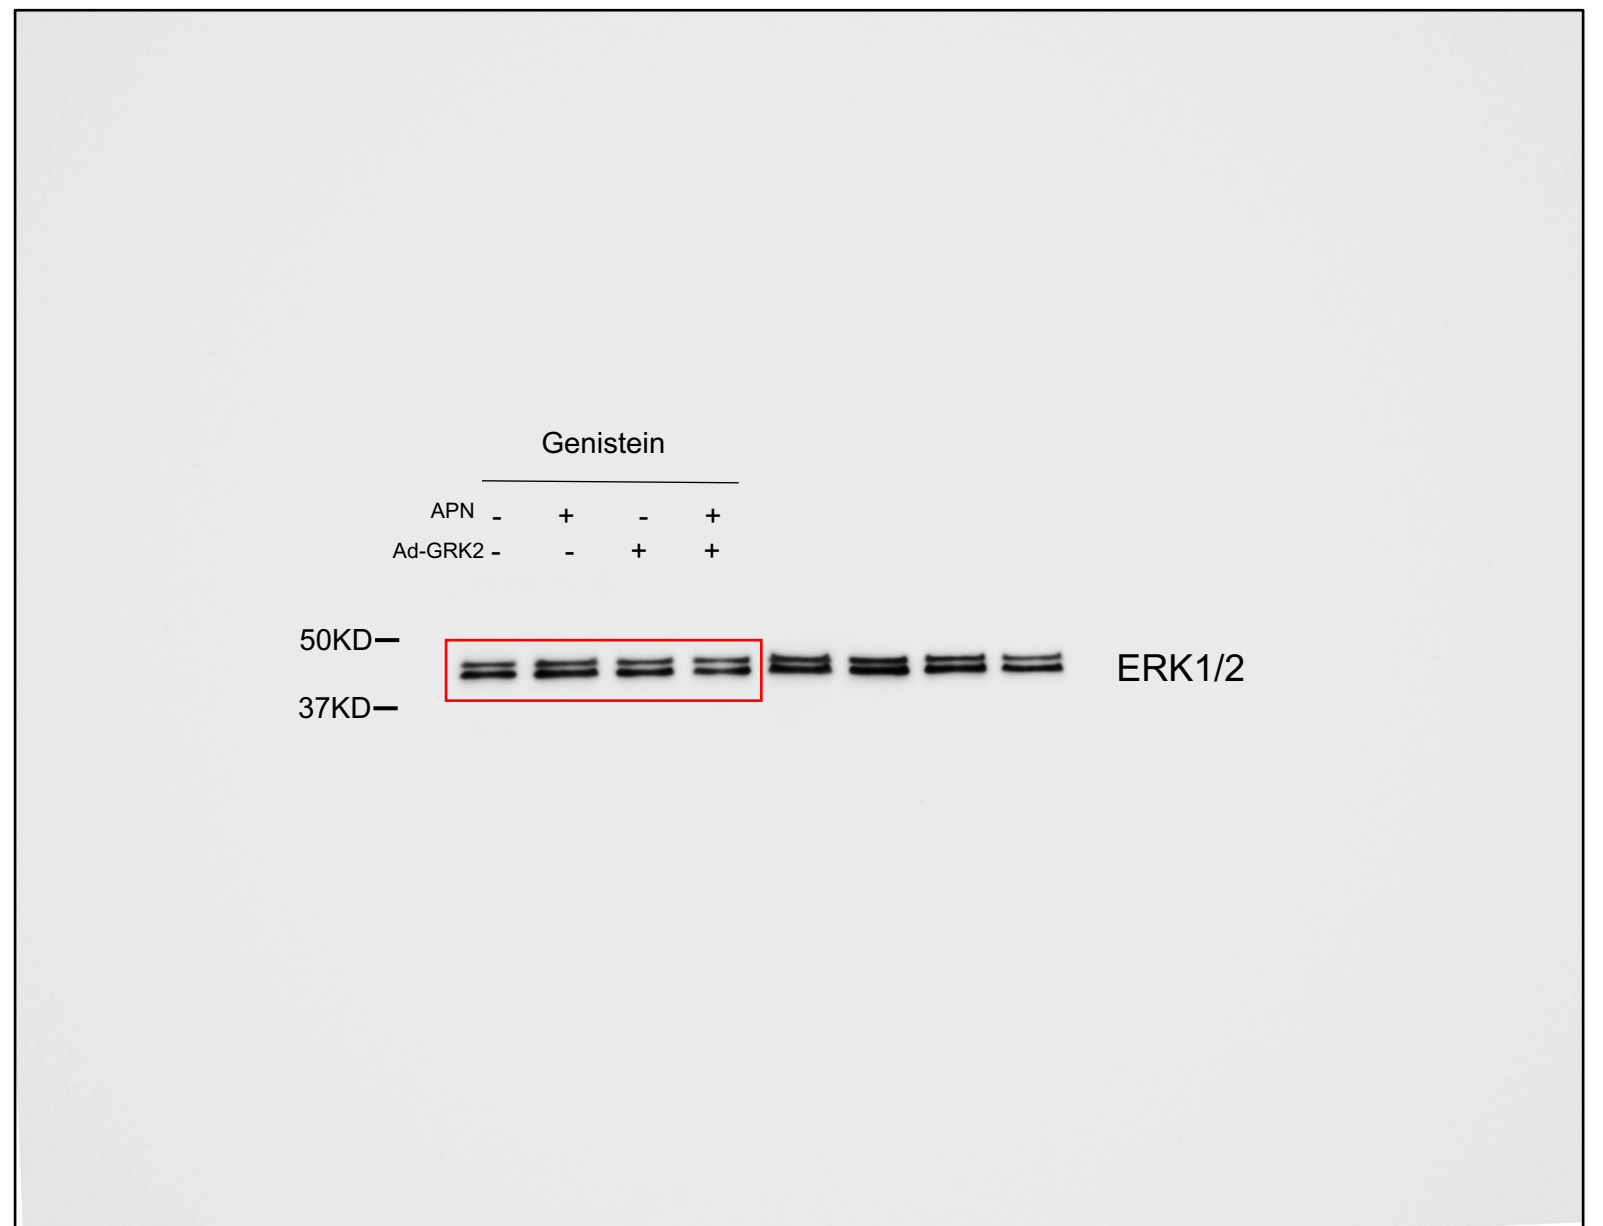 Genistein
APN - + - +
Ad-GRK2 - - + +
50KD
ERK1/2
37KD